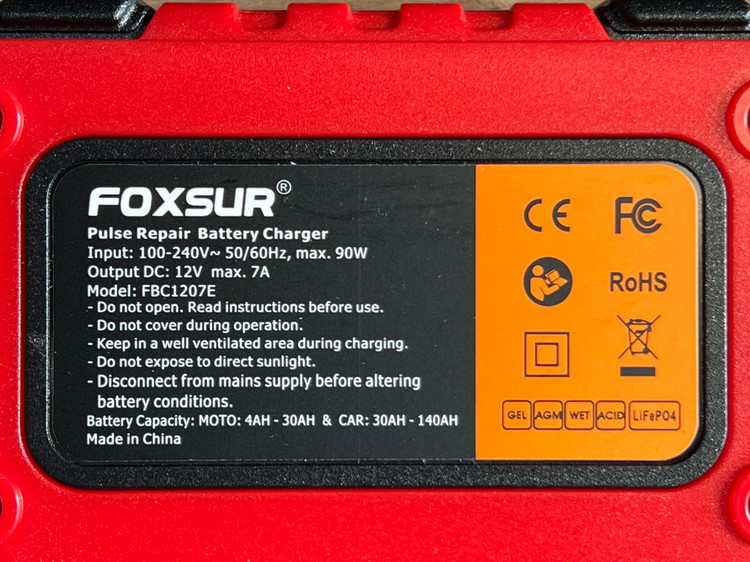 FOXSUR®
Pulse Repair Battery Charger
Input: 100-240V~ 50/60Hz, max. 90W
Output DC: 12V max. 7A
Model: FBC1207E
- Do not open. Read instructions before use.
- Do not cover during operation.
- Keep in a well ventilated area during charging.
- Do not expose to direct sunlight.
- Disconnect from mains supply before altering
battery conditions.
Battery Capacity: MOTO: 4AH - 30AH & CAR: 30AH - 140AH
Made in China
CE FC
RoHS
GEL AGM WET ACID LiFePO4